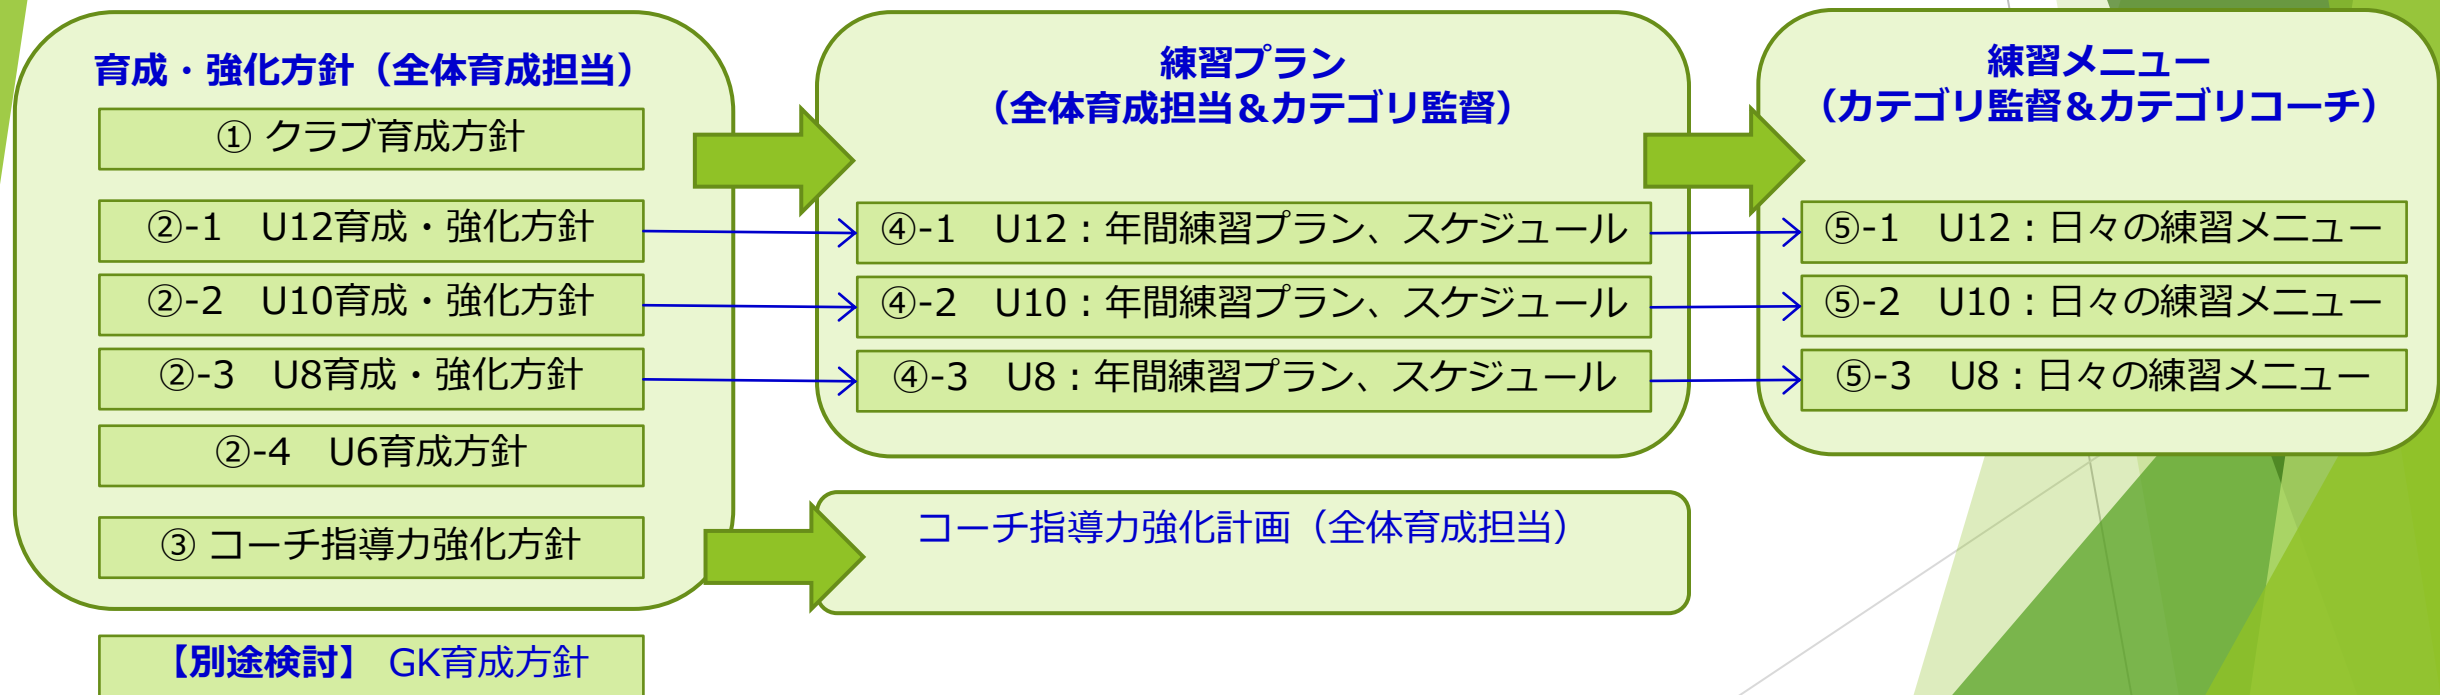 育成・強化方針（全体育成担当）
① クラブ育成方針
②-1　U12育成・強化方針
②-2　U10育成・強化方針
②-3　U8育成・強化方針
②-4　U6育成方針
③ コーチ指導力強化方針
【別途検討】 GK育成方針
練習プラン
（全体育成担当＆カテゴリ監督）
④-1　U12：年間練習プラン、スケジュール
④-2　U10：年間練習プラン、スケジュール
④-3　U8：年間練習プラン、スケジュール
コーチ指導力強化計画（全体育成担当）
練習メニュー
（カテゴリ監督＆カテゴリコーチ）
⑤-1　U12：日々の練習メニュー
⑤-2　U10：日々の練習メニュー
⑤-3　U8：日々の練習メニュー